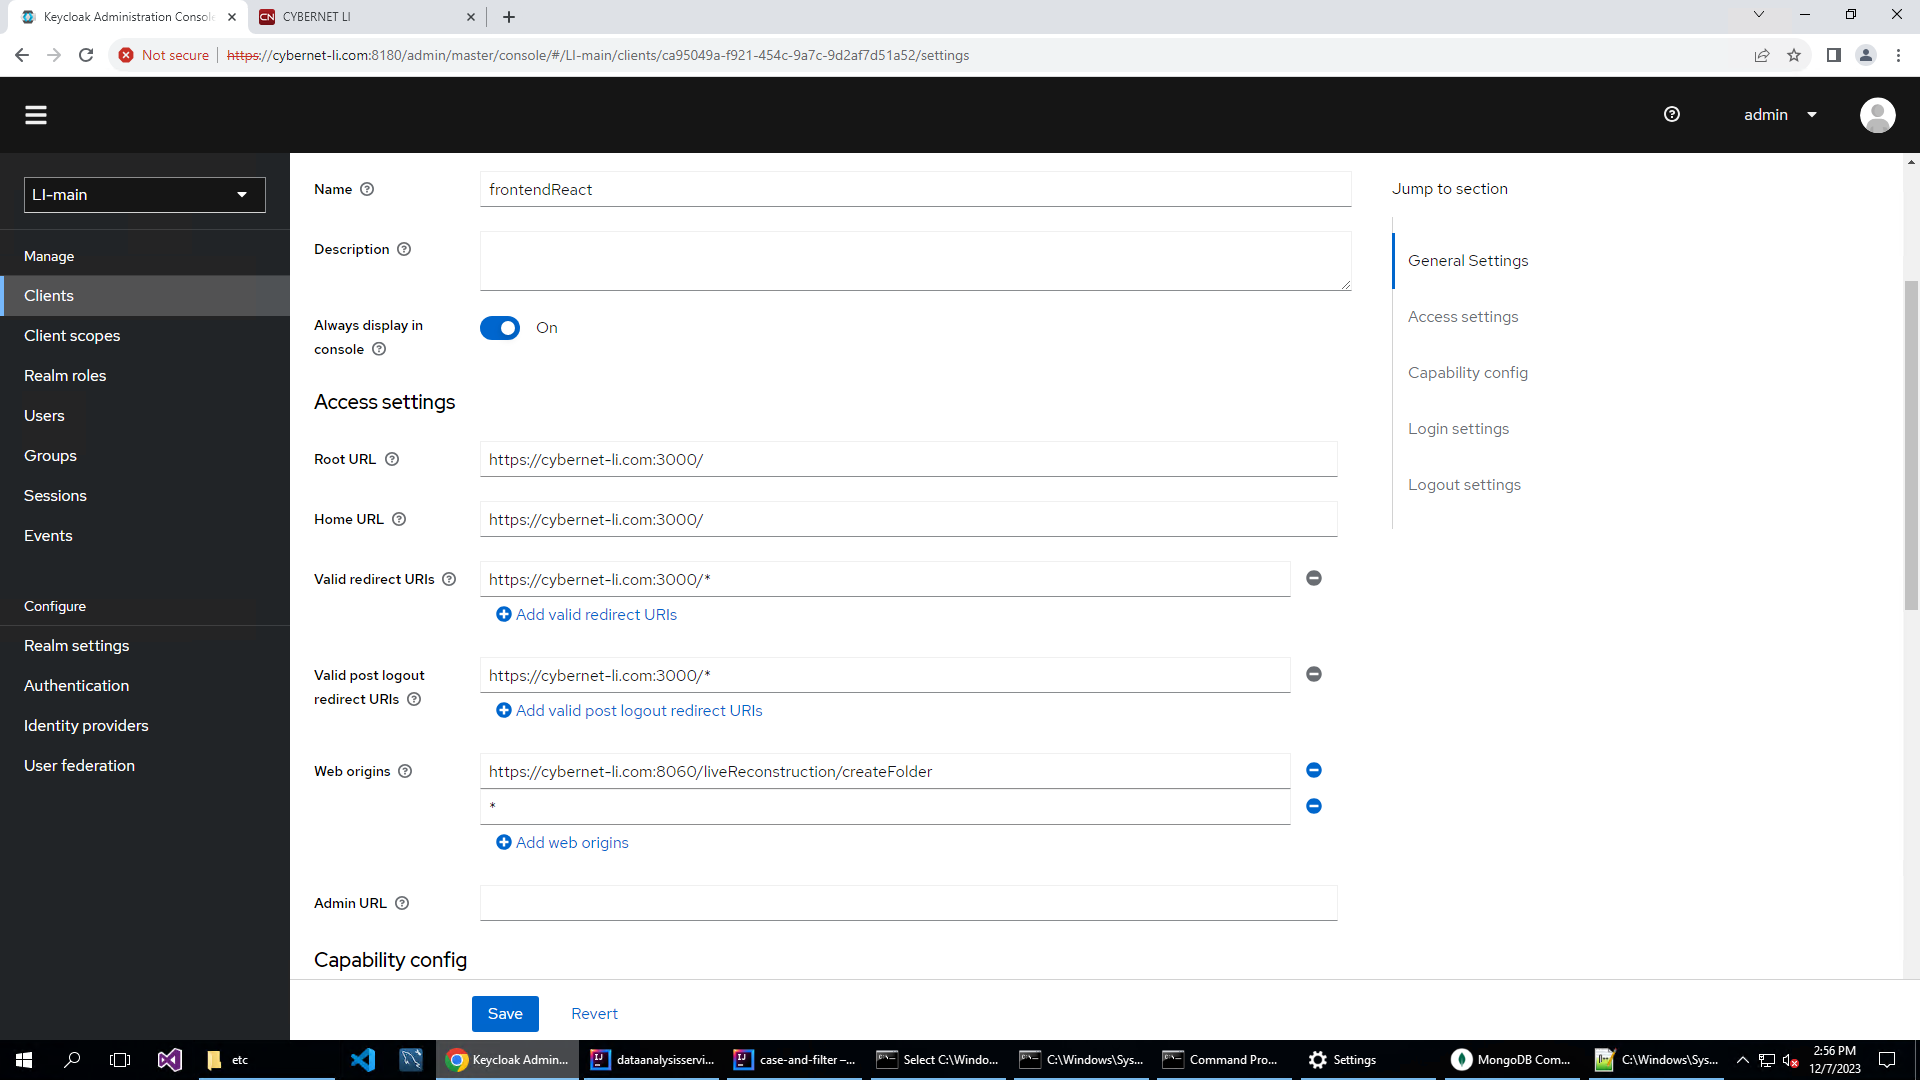 Keycloak Administration Console
CYBERNET LI
Not secure
https://cybernet-li.com:8180/admin/master/console/#/LI-main/clients/ca95049a-f921-454c-9a7c-9d2af7d51a52/settings
admin
LI-main
Manage
Clients
Client scopes
Realm roles
Users
Groups
Sessions
Events
Configure
Realm settings
Authentication
Identity providers
User federation
Name
frontendReact
Description
Always display in
console
On
Access settings
Root URL
https://cybernet-li.com:3000/
Home URL
https://cybernet-li.com:3000/
Valid redirect URIs
https://cybernet-li.com:3000/*
Add valid redirect URIs
Valid post logout
redirect URIs
https://cybernet-li.com:3000/*
Add valid post logout redirect URIs
Web origins
https://cybernet-li.com:8060/liveReconstruction/createFolder
*
Add web origins
Admin URL
Capability config
Save
Revert
Jump to section
General Settings
Access settings
Capability config
Login settings
Logout settings
etc
Keycloak Admin...
dataanalysisservi...
case-and-filter –...
Select C:\Windo...
C:\Windows\Sys...
Command Pro...
Settings
MongoDB Com...
C:\Windows\Sys...
2:56 PM
12/7/2023